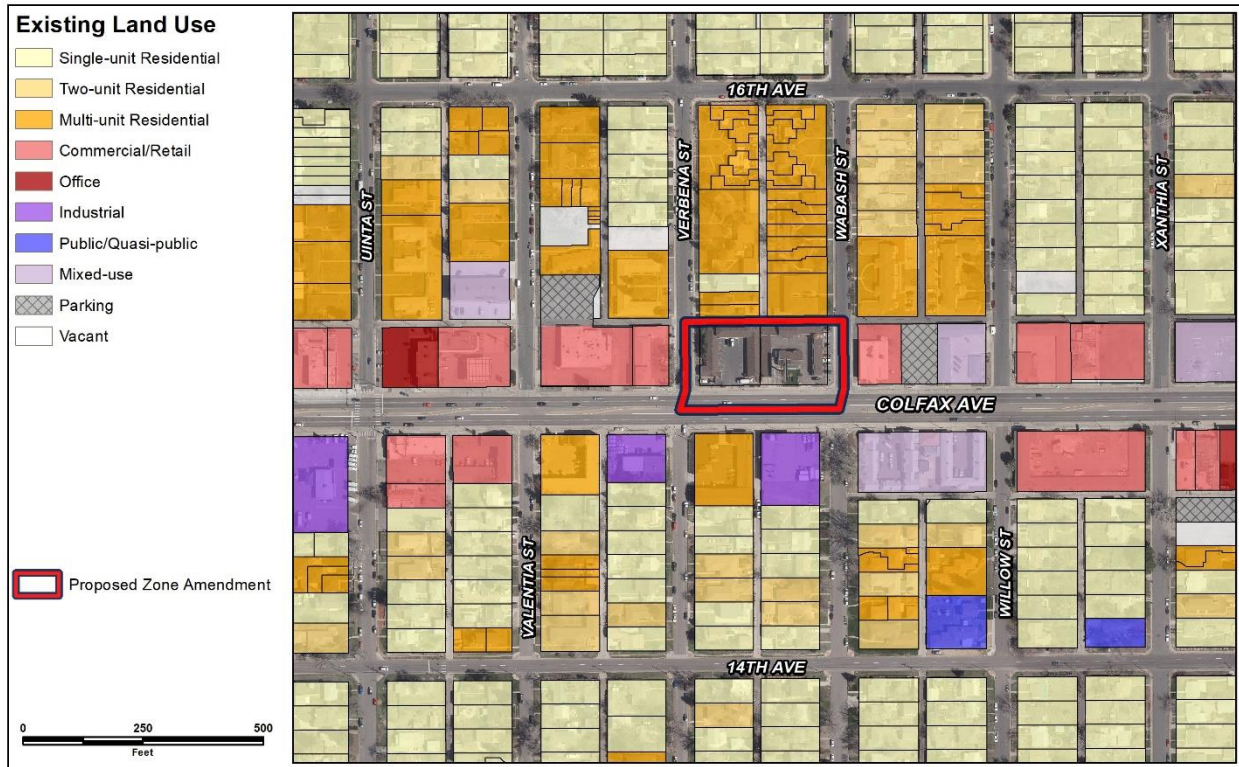 Existing Land Use
Single-unit Residential
Two-unit Residential
Multi-unit Residential
Commercial/Retail
Office
Industrial
Public/Quasi-public
Mixed-use
Parking
Vacant
Proposed Zone Amendment
0 250 500
Feet
16TH AVE
UINTA ST
VERBENA ST
WABASH ST
XANTHIA ST
COLFAX AVE
VALENTIA ST
WILLOW ST
14TH AVE